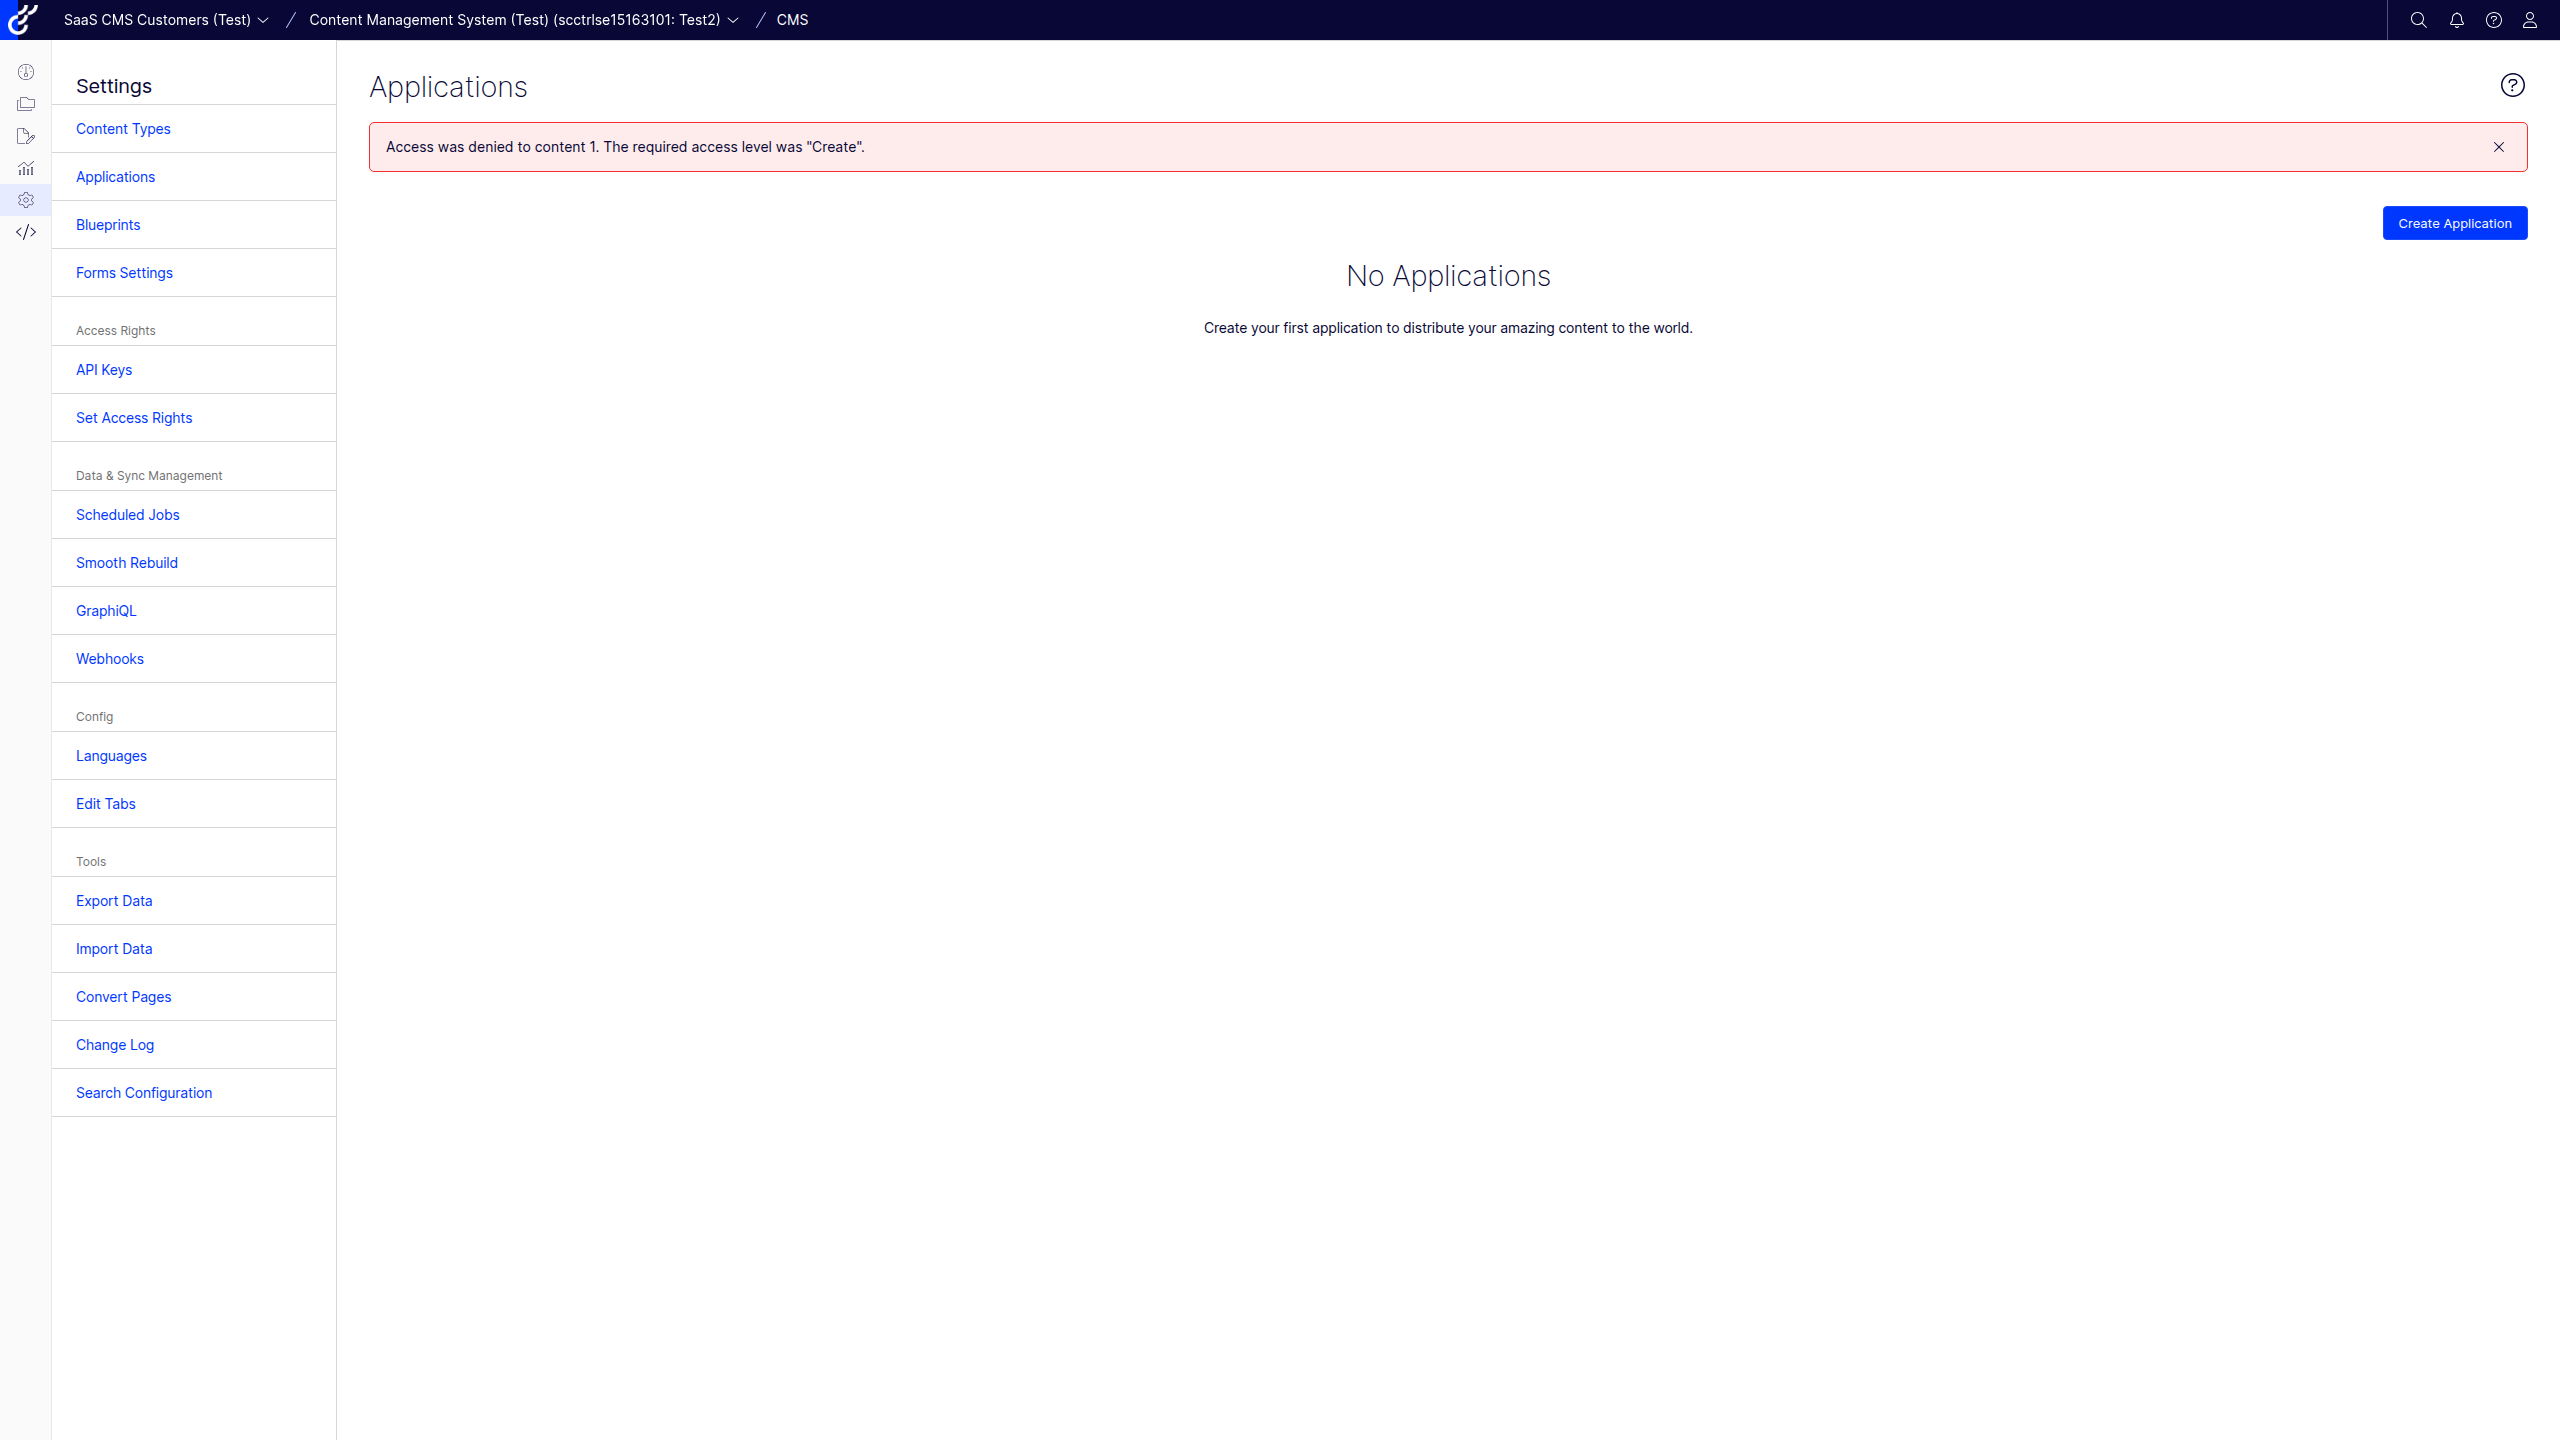 SaaS CMS Customers (Test) / Content Management System (Test) (scctrlse15163101: Test2) / CMS
Settings
Content Types
Applications
Blueprints
Forms Settings
Access Rights
API Keys
Set Access Rights
Data & Sync Management
Scheduled Jobs
Smooth Rebuild
GraphiQL
Webhooks
Config
Languages
Edit Tabs
Tools
Export Data
Import Data
Convert Pages
Change Log
Search Configuration
Applications
Access was denied to content 1. The required access level was "Create".
Create Application
No Applications
Create your first application to distribute your amazing content to the world.